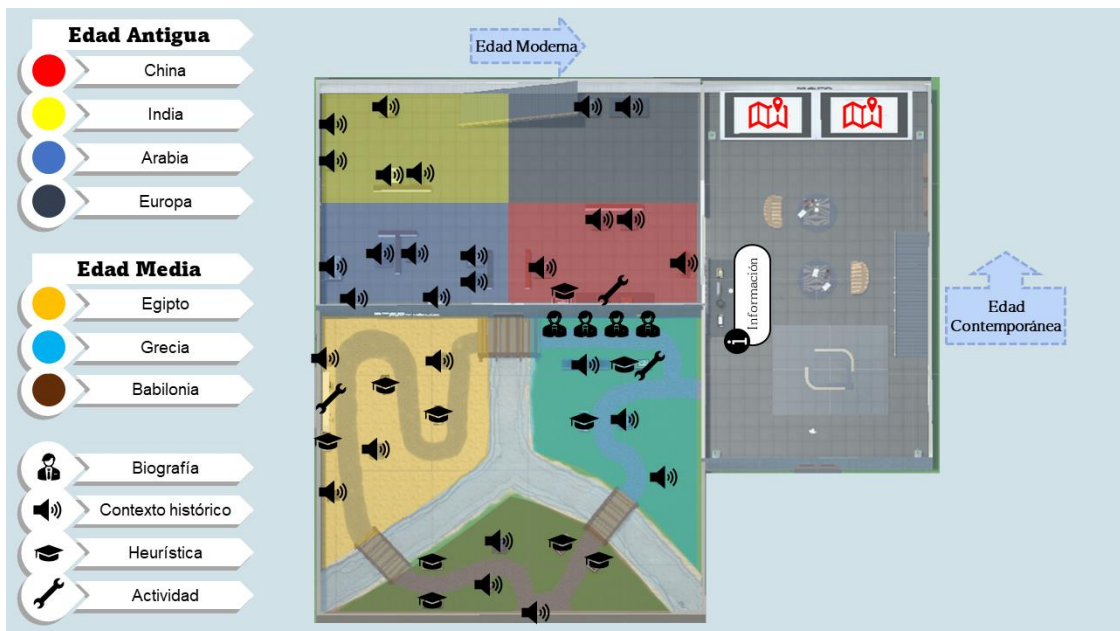 Edad Antigua
China
India
Arabia
Europa
Edad Media
Egipto
Grecia
Babilonia
Biografía
Contexto histórico
Heurística
Actividad
Edad Moderna
Información
Edad
Contemporánea